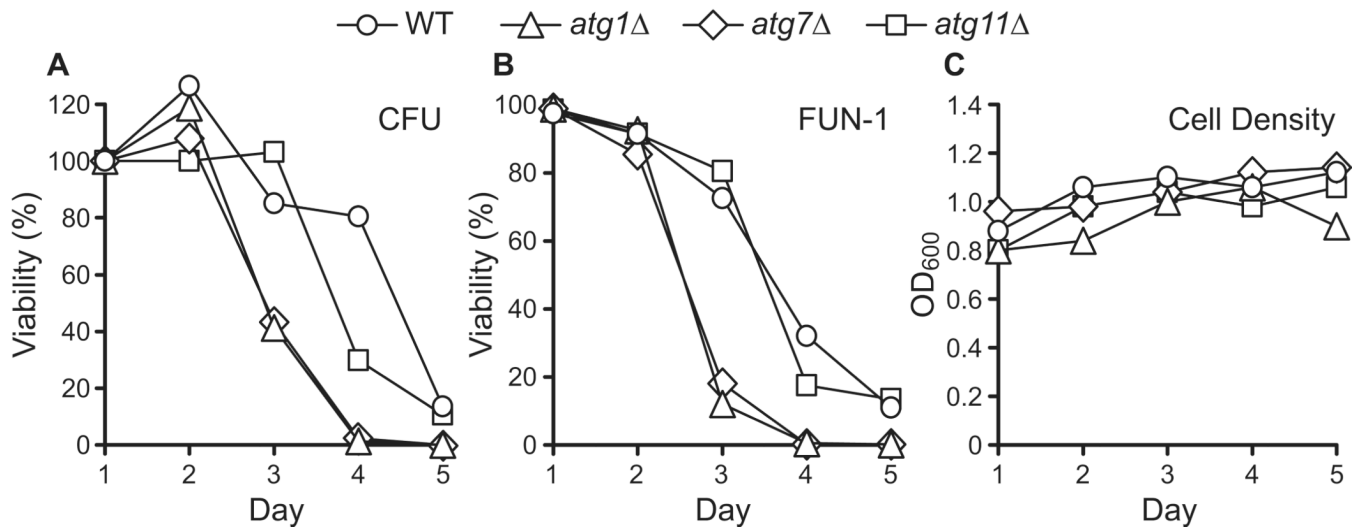 WT atg1Δ atg7Δ atg11Δ
A B C
CFU FUN-1 Cell Density
Viability (%)
120
100
80
60
40
20
0
1 2 3 4 5
Day
Viability (%)
100
80
60
40
20
0
1 2 3 4 5
Day
OD600
1.4
1.2
1.0
0.8
0.6
0.4
0.2
0
1 2 3 4 5
Day